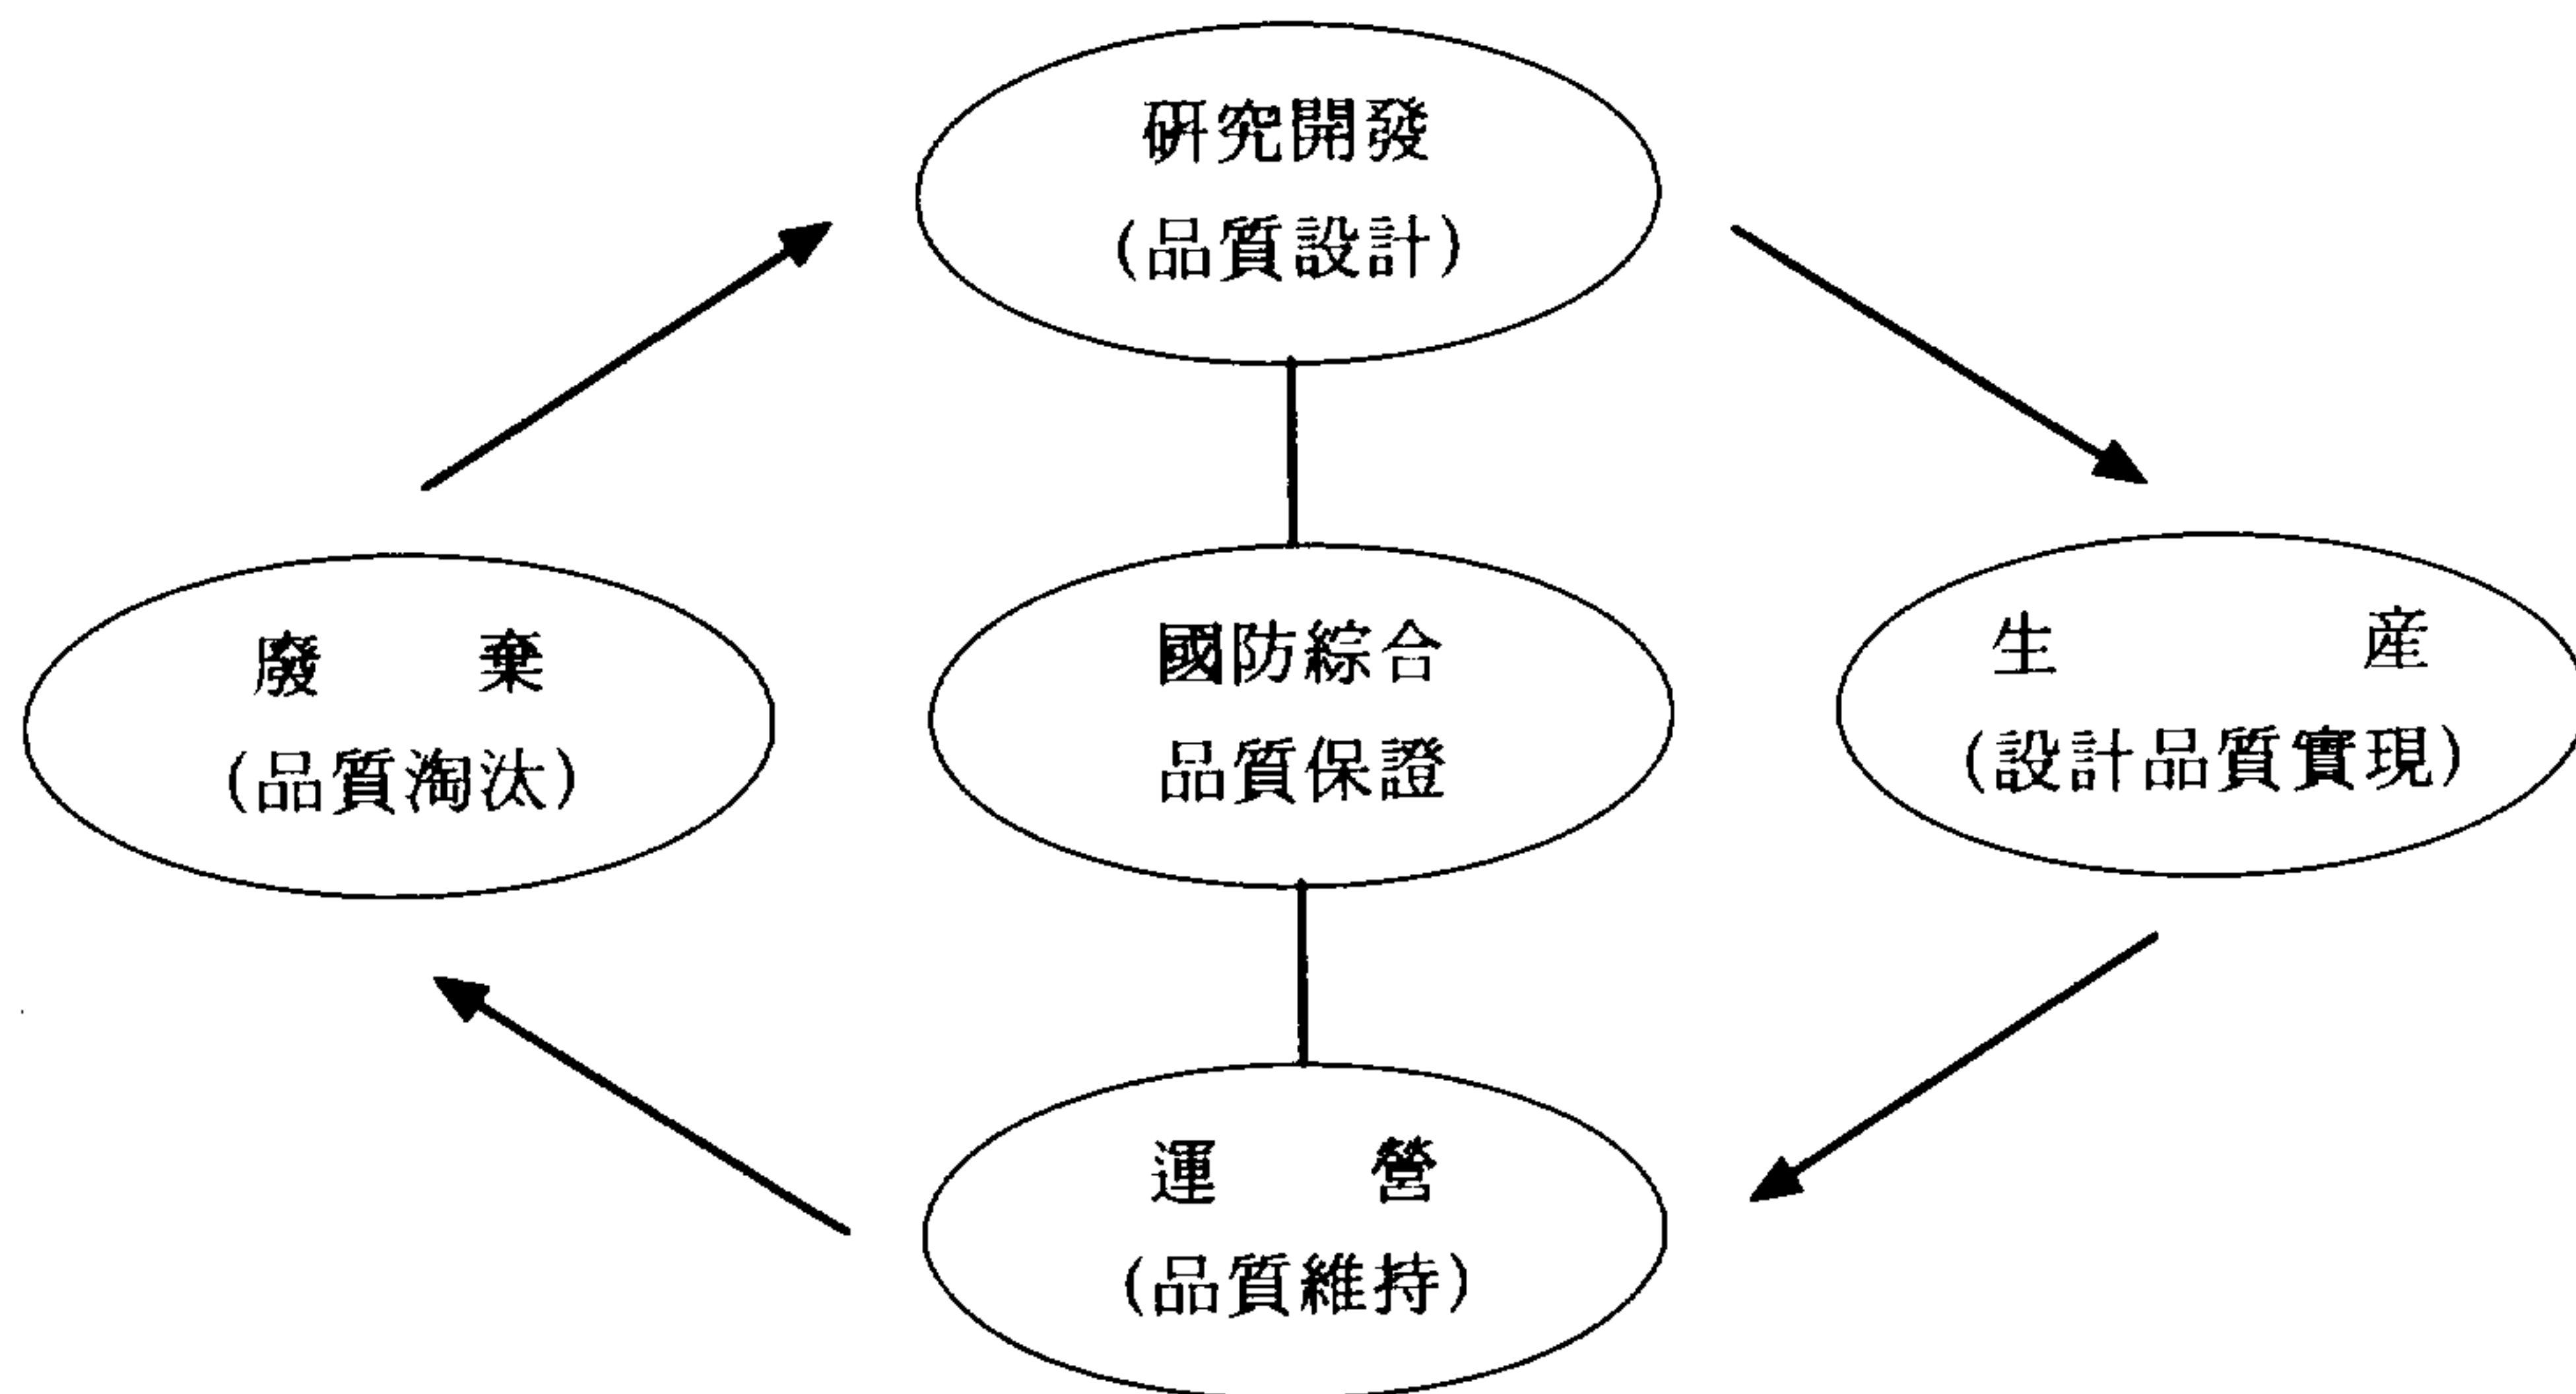 研究開發
(品質設計)
廢 棄
(品質淘汰)
國防綜合
品質保證
生 産
(設計品質實現)
運 營
(品質維持)